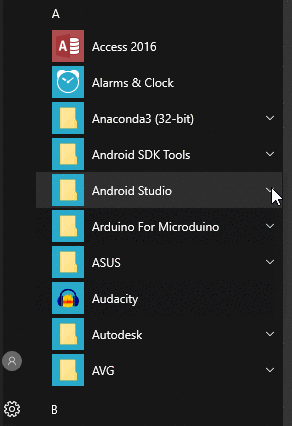 A
Access 2016
Alarms & Clock
Anaconda3 (32-bit)
Android SDK Tools
Android Studio
Arduino For Microduino
ASUS
Audacity
Autodesk
AVG
B